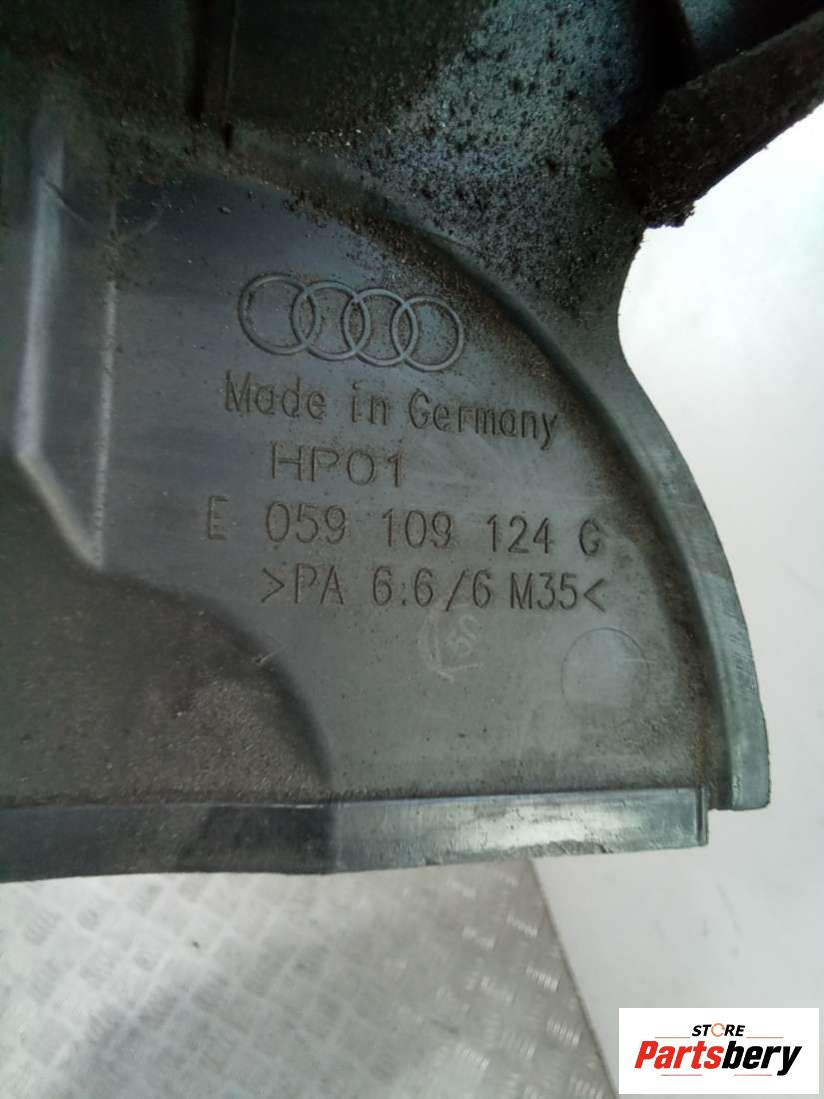 Made in Germany
HP01
E 059 109 124 G
>PA 6.6/6 M35<
STORE
Partsbery